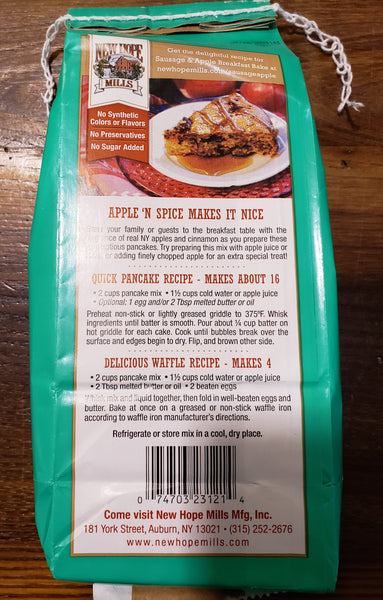 NEW HOPE
MILLS
Get the delightful recipe for
Sausage & Apple Breakfast Bake at
newhopemills.com/sausageapple
No Synthetic
Colors or Flavors
No Preservatives
No Sugar Added
APPLE 'N SPICE MAKES IT NICE
your family or guests to the breakfast table with the
of real NY apples and cinnamon as you prepare these
pancakes. Try preparing this mix with apple juice or
or adding finely chopped apple for an extra special treat!
QUICK PANCAKE RECIPE - MAKES ABOUT 16
• 2 cups pancake mix • 1½ cups cold water or apple juice
• Optional: 1 egg and/or 2 Tbsp melted butter or oil
Preheat non-stick or lightly greased griddle to 375°F. Whisk
ingredients until batter is smooth. Pour about ¼ cup batter on
hot griddle for each cake. Cook until bubbles break over the
surface and edges begin to dry. Flip, and brown other side.
DELICIOUS WAFFLE RECIPE - MAKES 4
• 2 cups pancake mix • 1½ cups cold water or apple juice
• 2 Tbsp melted butter or oil • 2 beaten eggs
Whisk mix and liquid together, then fold in well-beaten eggs and
butter. Bake at once on a greased or non-stick waffle iron
according to waffle iron manufacturer's directions.
Refrigerate or store mix in a cool, dry place.
0 74703 23121 4
Come visit New Hope Mills Mfg, Inc.
181 York Street, Auburn, NY 13021 • (315) 252-2676
www.newhopemills.com